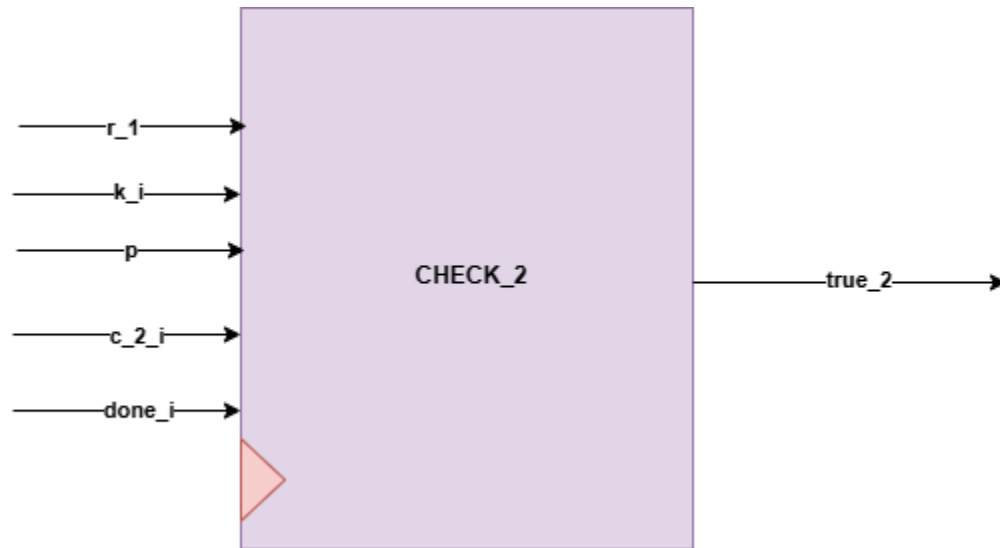 r_1
k_i
p
c_2_i
done_i
CHECK_2
true_2